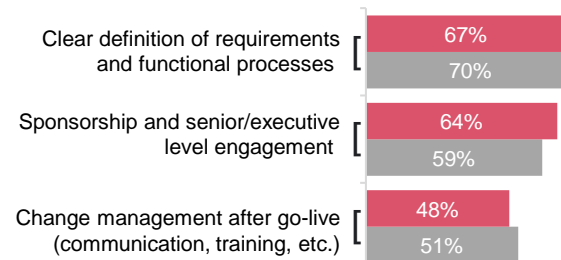 Clear definition of requirements
and functional processes
67%
70%
Sponsorship and senior/executive
level engagement
64%
59%
Change management after go-live
(communication, training, etc.)
48%
51%